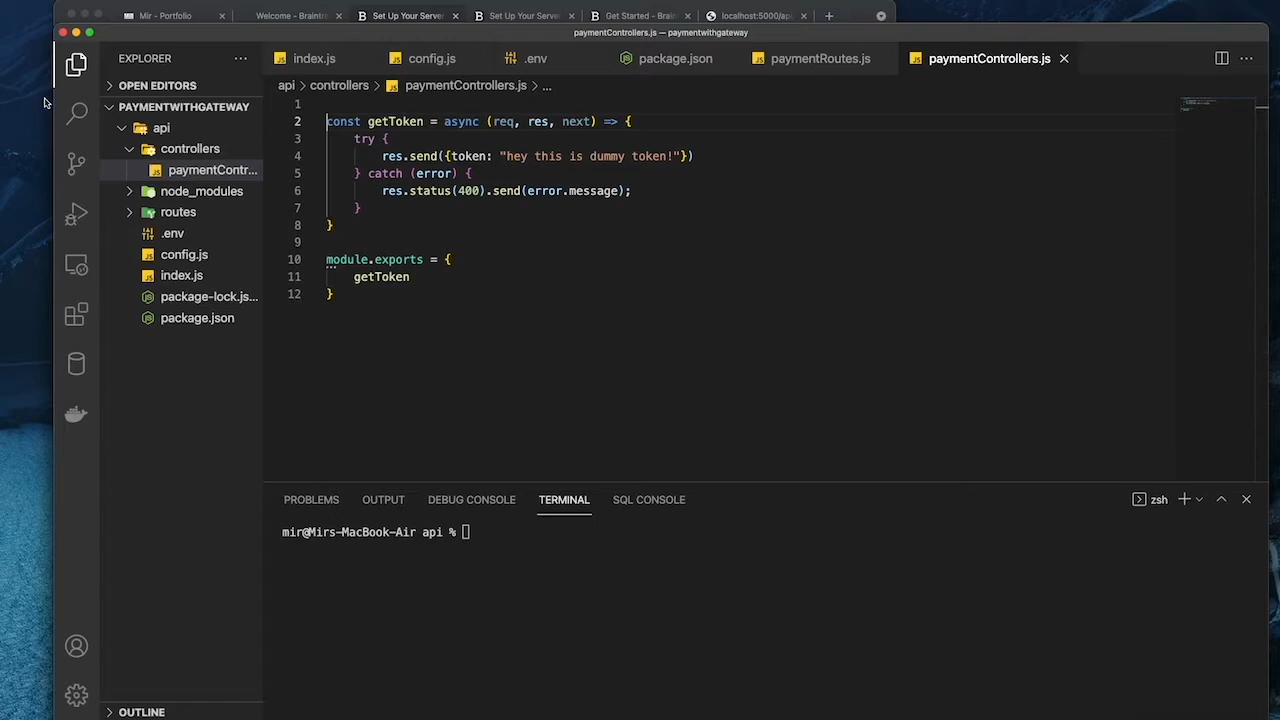 Mir - Portfolio
Welcome - Braintre
Set Up Your Server
Set Up Your Serve
Get Started - Brain
localhost:5000/api
paymentControllers.js — paymentwithgateway
EXPLORER
index.js
config.js
.env
package.json
paymentRoutes.js
paymentControllers.js
OPEN EDITORS
PAYMENTWITHGATEWAY
api
controllers
paymentContr...
node_modules
routes
.env
config.js
index.js
package-lock.js...
package.json
OUTLINE
api > controllers > paymentControllers.js > ...
1
2 const getToken = async (req, res, next) => {
3 try {
4 res.send({token: "hey this is dummy token!"})
5 } catch (error) {
6 res.status(400).send(error.message);
7 }
8 }
9
10 module.exports = {
11 getToken
12 }
PROBLEMS OUTPUT DEBUG CONSOLE TERMINAL SQL CONSOLE
zsh
mir@Mirs-MacBook-Air api %